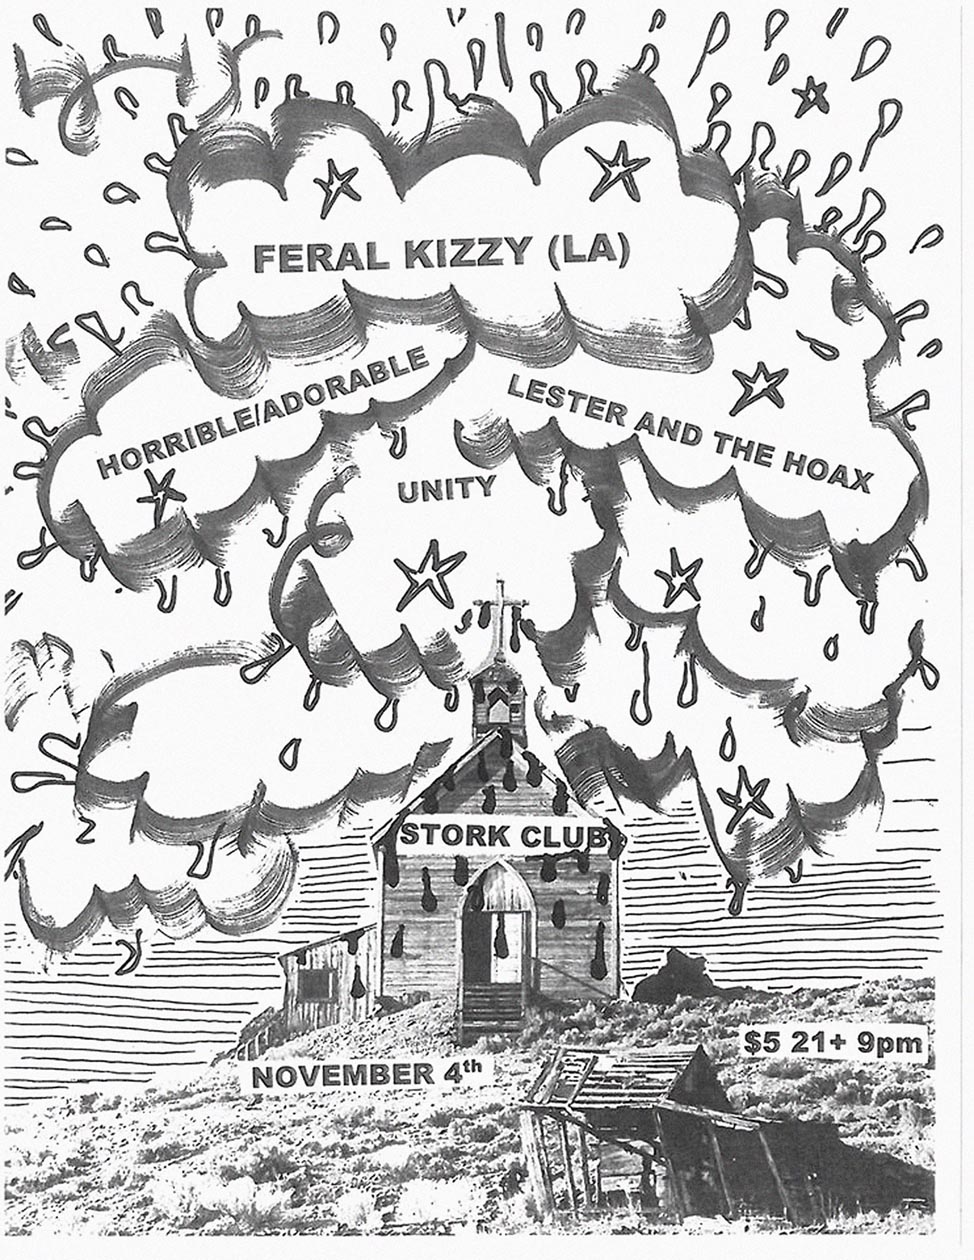 FERAL KIZZY (LA)
HORRIBLE/ADORABLE
LESTER AND THE HOAX
UNITY
STORK CLUB
$5 21+ 9pm
NOVEMBER 4th